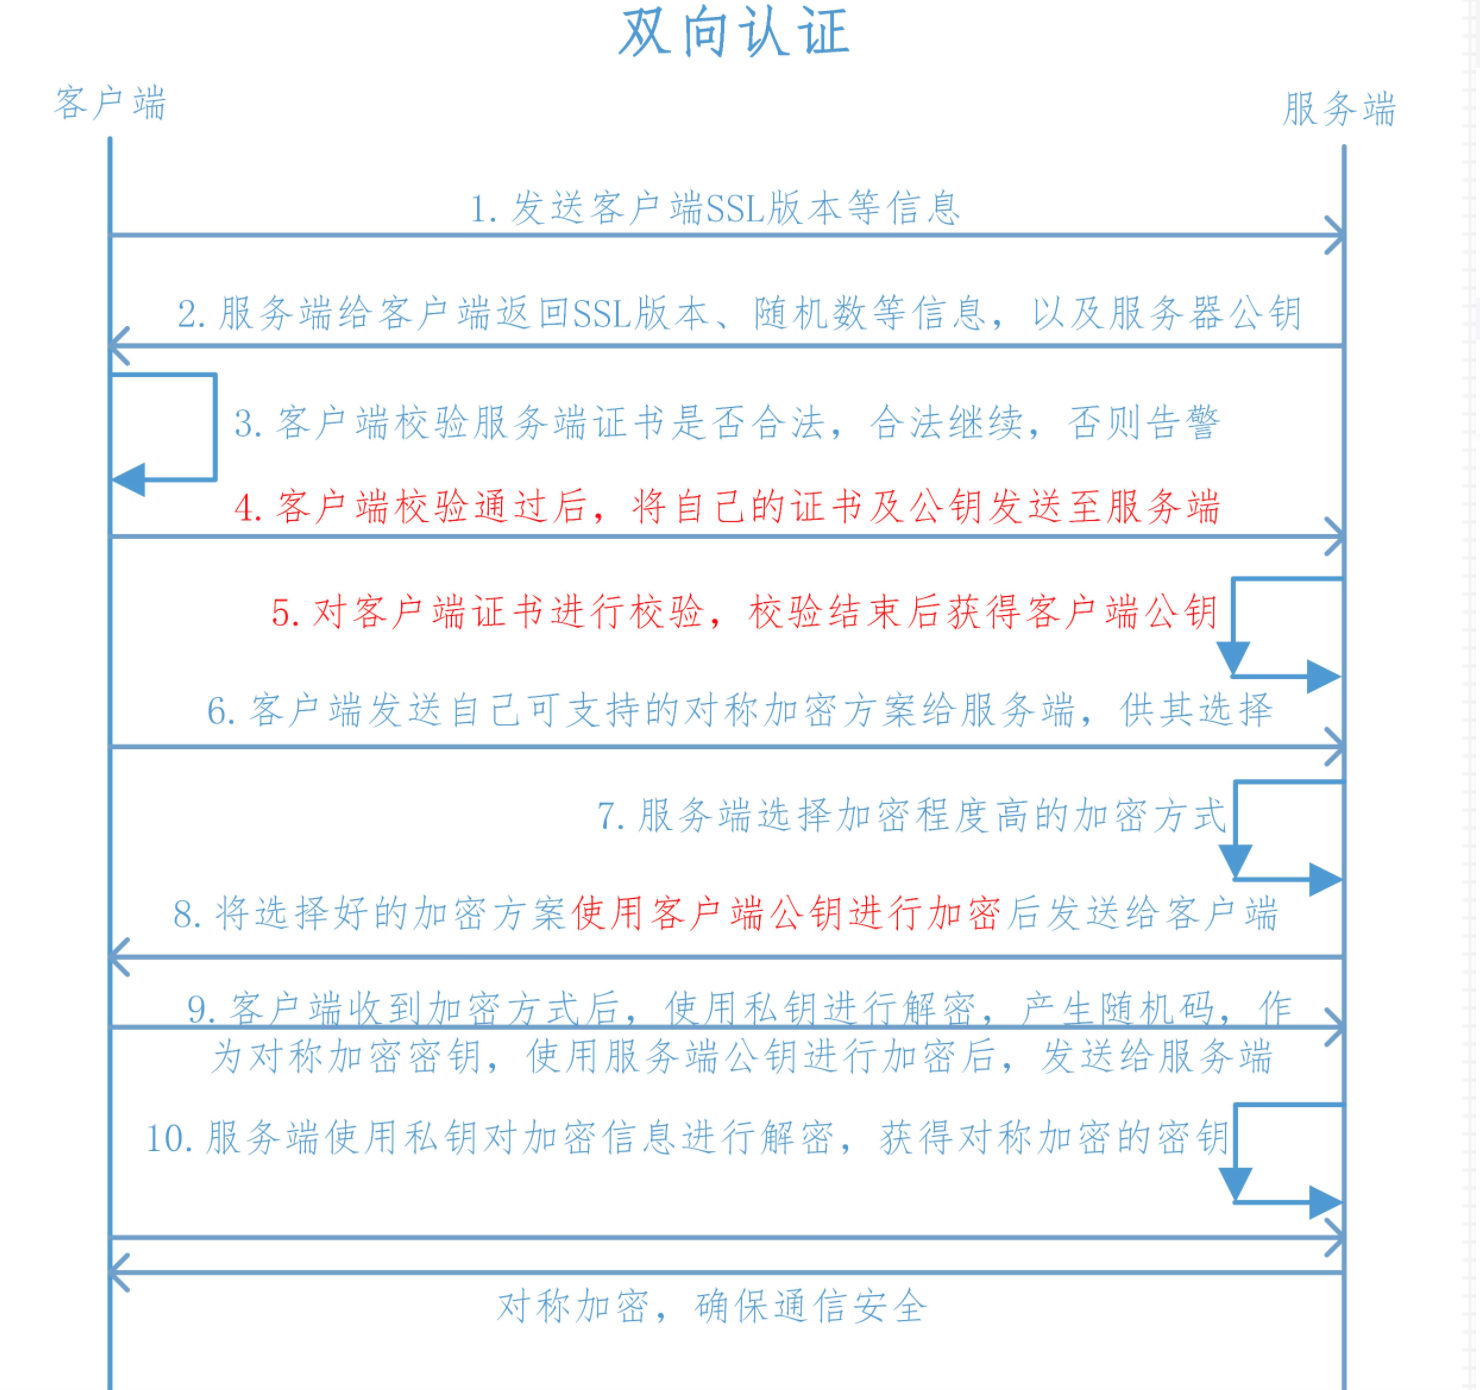 双向认证
客户端
服务端
1. 发送客户端SSL版本等信息
2. 服务端给客户端返回SSL版本、随机数等信息，以及服务器公钥
3. 客户端校验服务端证书是否合法，合法继续，否则告警
4. 客户端校验通过后，将自己的证书及公钥发送至服务端
5. 对客户端证书进行校验，校验结束后获得客户端公钥
6. 客户端发送自己可支持的对称加密方案给服务端，供其选择
7. 服务端选择加密程度高的加密方式
8. 将选择好的加密方案使用客户端公钥进行加密后发送给客户端
9. 客户端收到加密方式后，使用私钥进行解密，产生随机码，作
为对称加密密钥，使用服务端公钥进行加密后，发送给服务端
10. 服务端使用私钥对加密信息进行解密，获得对称加密的密钥
对称加密，确保通信安全